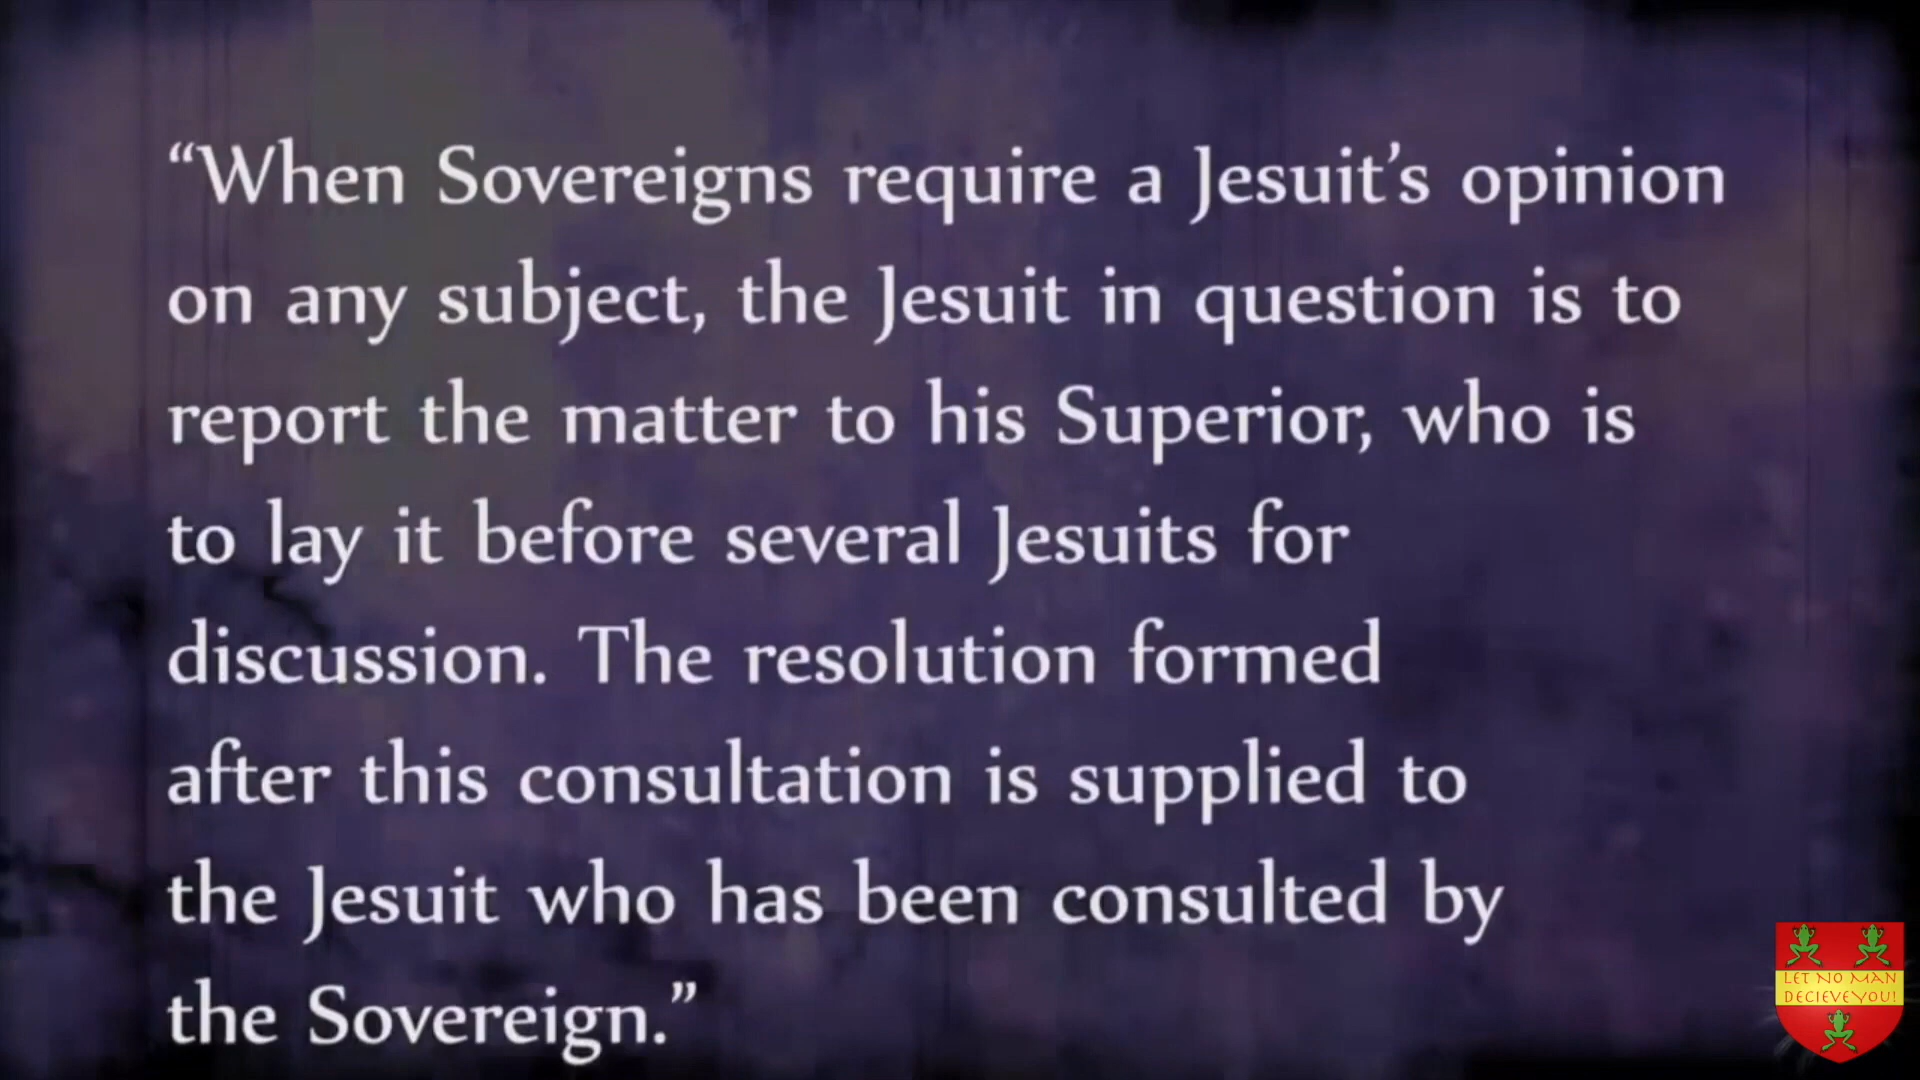 “When Sovereigns require a Jesuit’s opinion
on any subject, the Jesuit in question is to
report the matter to his Superior, who is
to lay it before several Jesuits for
discussion. The resolution formed
after this consultation is supplied to
the Jesuit who has been consulted by
the Sovereign.”
LET NO MAN
DECIEVE YOU!